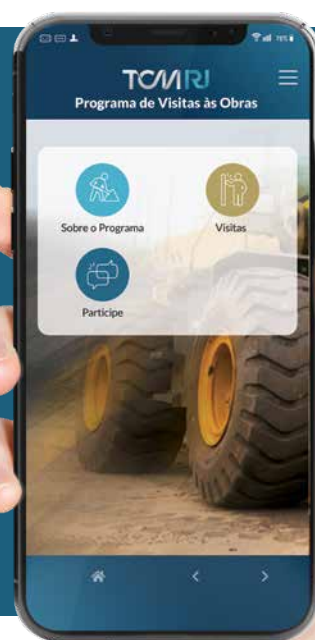 TCMRJ
Programa de Visitas às Obras
Sobre o Programa
Visitas
Participe